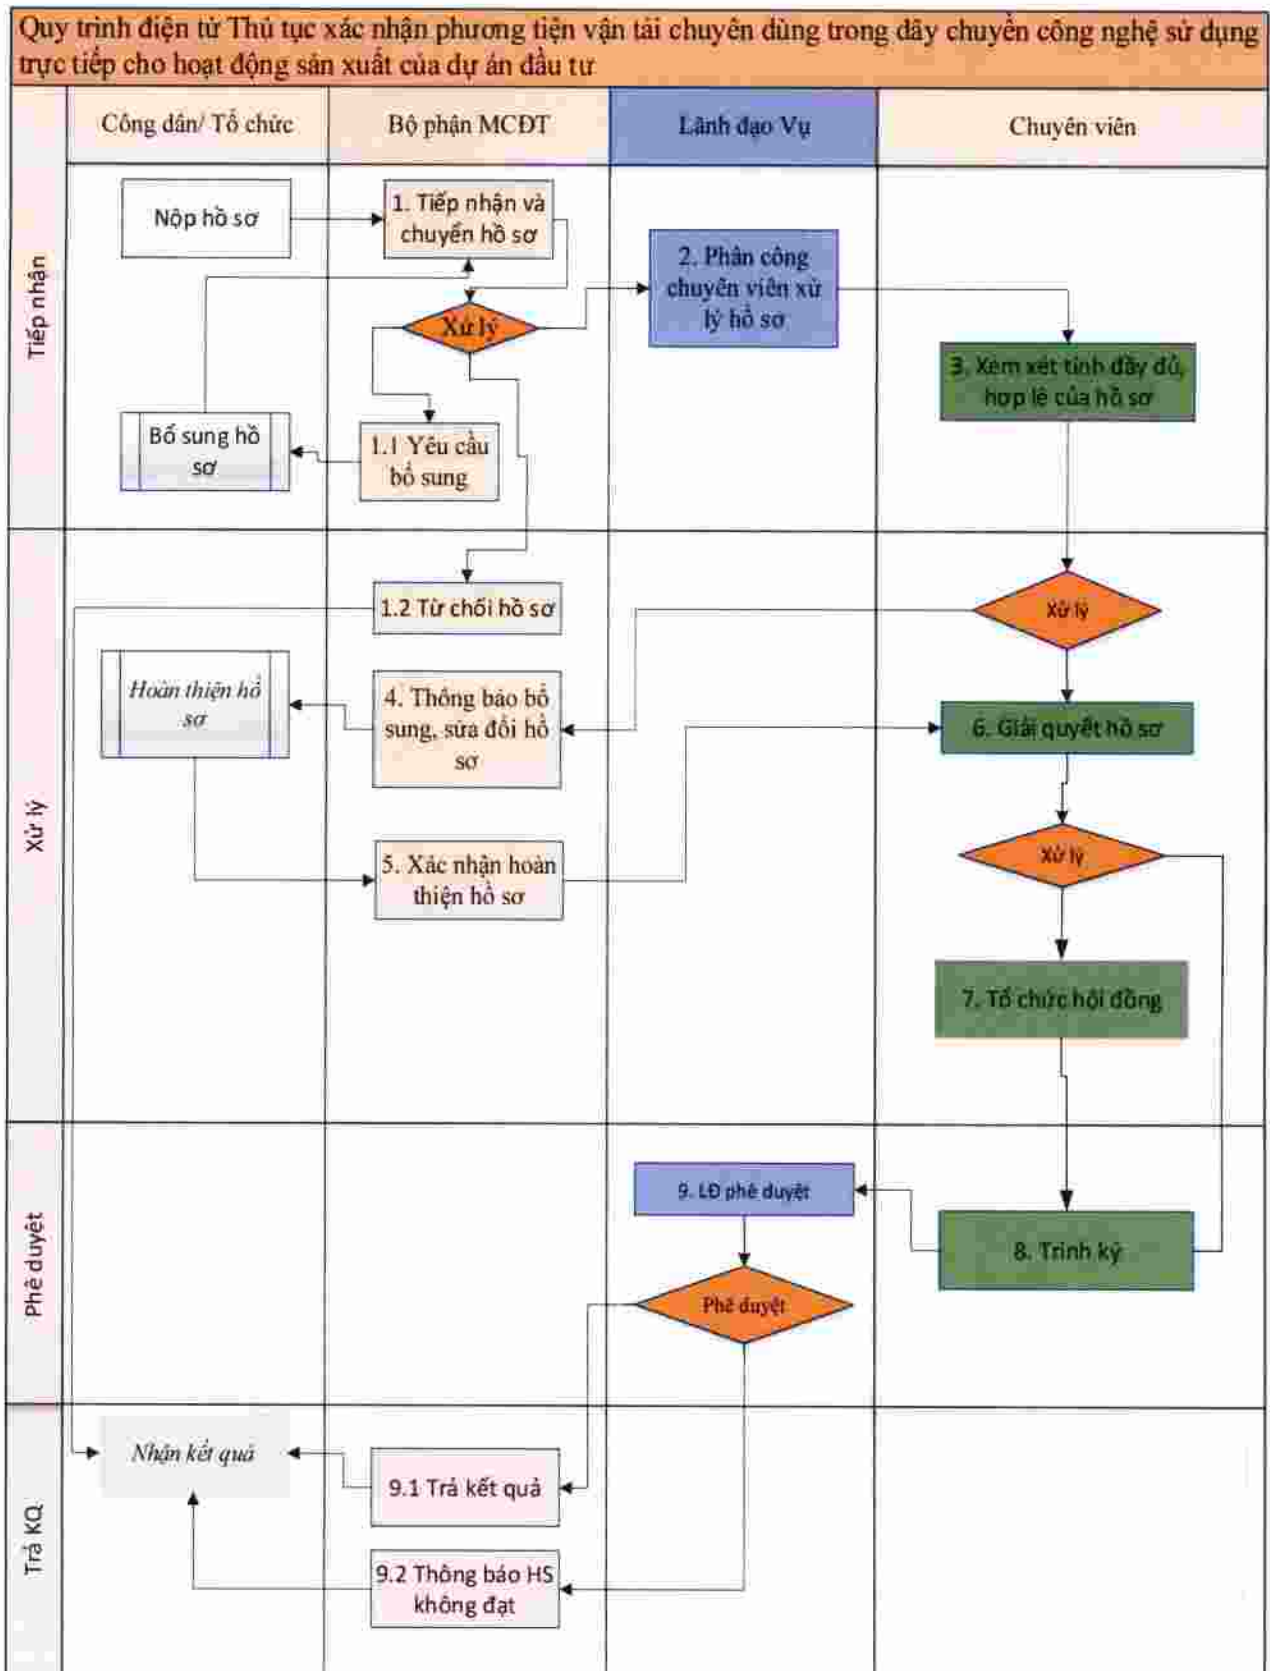 Quy trình điện tử Thủ tục xác nhận phương tiện vận tải chuyên dùng trong dây chuyền công nghệ sử dụng
trực tiếp cho hoạt động sản xuất của dự án đầu tư
Công dân/ Tổ chức
Bộ phận MCĐT
Lãnh đạo Vụ
Chuyên viên
Tiếp nhận
Nộp hồ sơ
1. Tiếp nhận và
chuyển hồ sơ
Xử lý
2. Phân công
chuyên viên xử
lý hồ sơ
3. Xem xét tính đầy đủ,
hợp lệ của hồ sơ
Bổ sung hồ
sơ
1.1 Yêu cầu
bổ sung
Xử lý
1.2 Từ chối hồ sơ
Xử lý
Hoàn thiện hồ
sơ
4. Thông báo bổ
sung, sửa đổi hồ
sơ
6. Giải quyết hồ sơ
5. Xác nhận hoàn
thiện hồ sơ
Xử lý
7. Tổ chức hội đồng
Phê duyệt
9. LĐ phê duyệt
8. Trình ký
Phê duyệt
Trả KQ
Nhận kết quả
9.1 Trả kết quả
9.2 Thông báo HS
không đạt